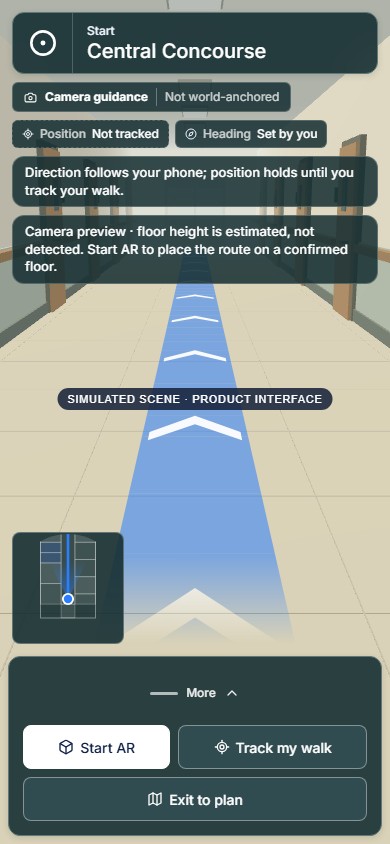 Start
Central Concourse
Camera guidance Not world-anchored
Position Not tracked Heading Set by you
Direction follows your phone; position holds until you
track your walk.
Camera preview · floor height is estimated, not
detected. Start AR to place the route on a confirmed
floor.
SIMULATED SCENE · PRODUCT INTERFACE
More
Start AR Track my walk
Exit to plan